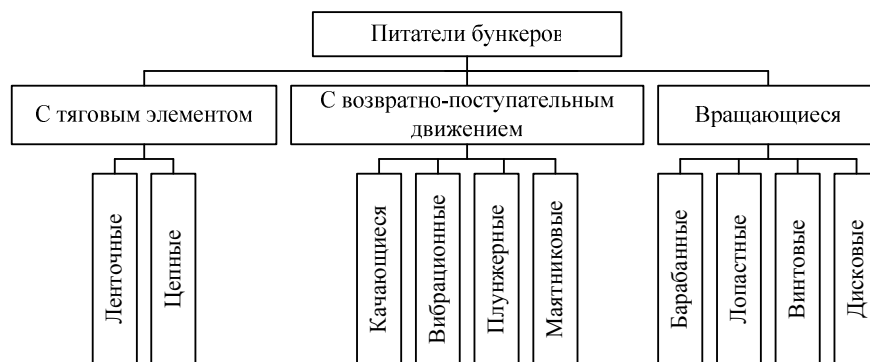 Питатели бункеров
С тяговым элементом
С возвратно-поступательным
движением
Вращающиеся
Ленточные
Цепные
Качающиеся
Вибрационные
Плунжерные
Маятниковые
Барабанные
Лопастные
Винтовые
Дисковые